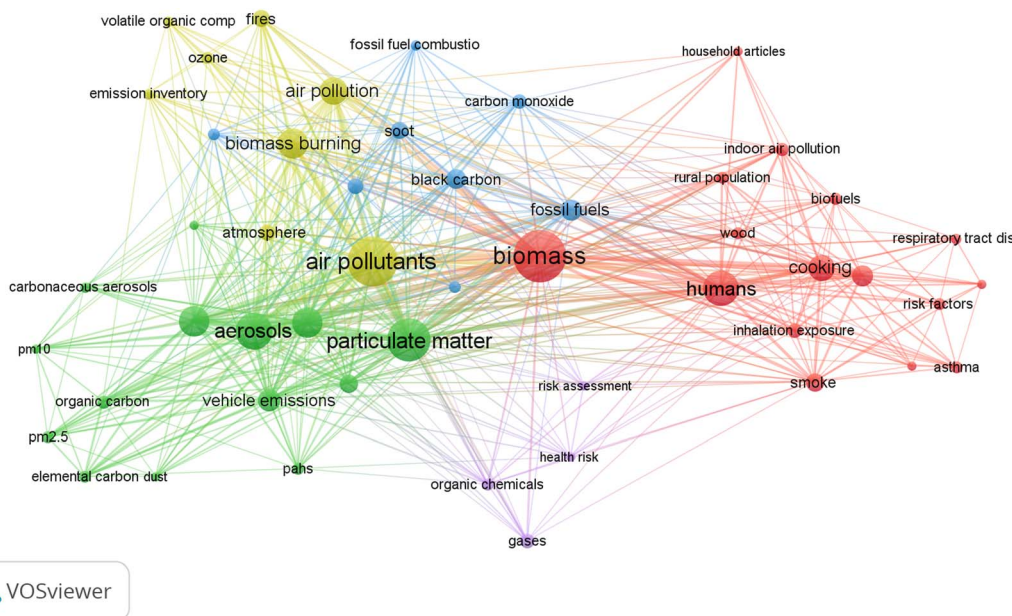 volatile organic comp
fires
ozone
fossil fuel combustio
household articles
emission inventory
air pollution
carbon monoxide
biomass burning
soot
indoor air pollution
black carbon
rural population
biofuels
fossil fuels
atmosphere
wood
respiratory tract dis
air pollutants
biomass
cooking
carbonaceous aerosols
humans
risk factors
aerosols
particulate matter
inhalation exposure
pm10
asthma
risk assessment
smoke
organic carbon
vehicle emissions
pm2.5
health risk
elemental carbon
dust
pahs
organic chemicals
gases
VOSviewer